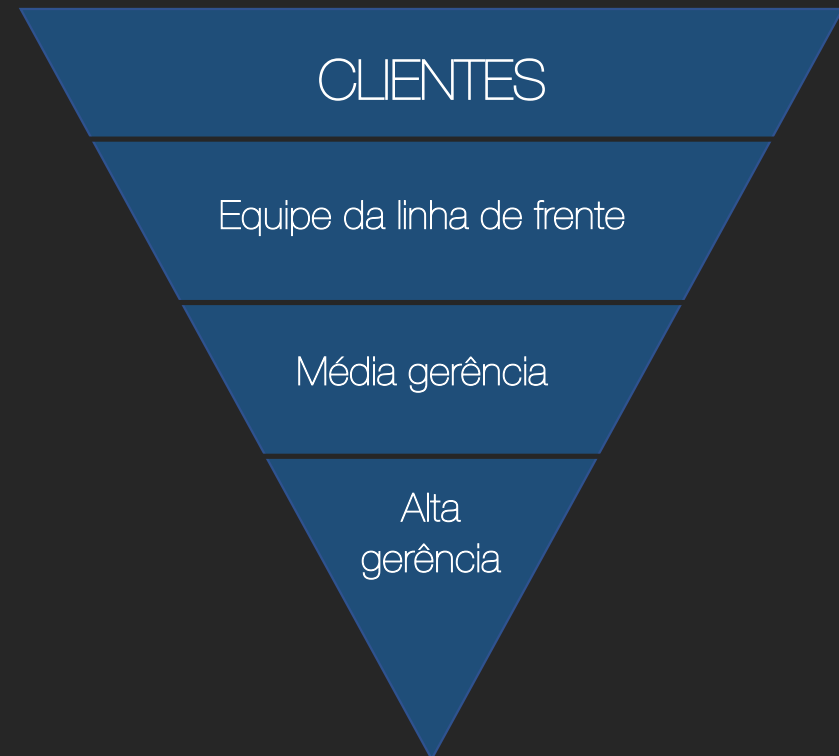 CLIENTES
Equipe da linha de frente
Média gerência
Alta
gerência